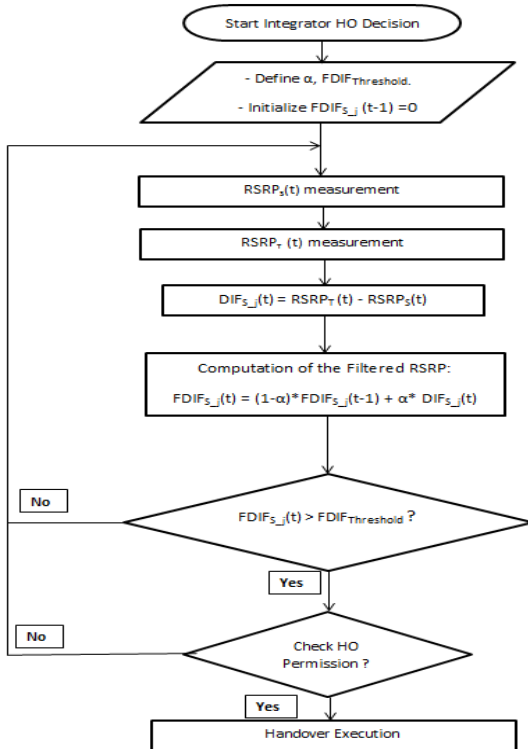 Start Integrator HO Decision
- Define α, FDIFThreshold.
- Initialize FDIFS_j (t-1) =0
RSRPS(t) measurement
RSRPT (t) measurement
DIFS_j(t) = RSRPT(t) - RSRPS(t)
Computation of the Filtered RSRP:
FDIFS_j(t) = (1-α)*FDIFS_j(t-1) + α* DIFS_j(t)
No
FDIFS_j(t) > FDIFThreshold ?
Yes
No
Check HO
Permission ?
Yes
Handover Execution